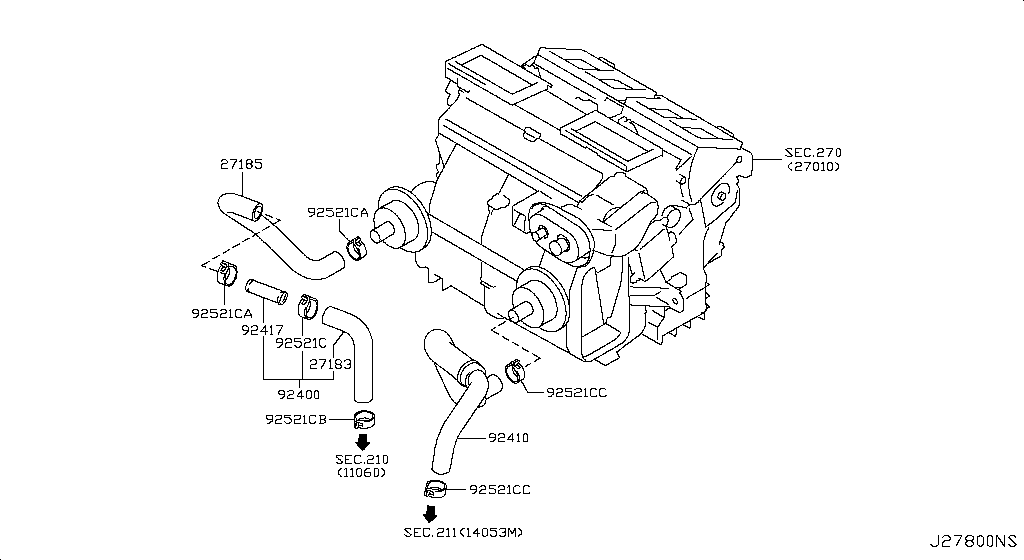 SEC.270
(27010)
27185
92521CA
92521CA
92417
92521C
27183
92400
92521CB
SEC.210
(11060)
92521CC
92410
92521CC
SEC.211(14053M)
J27800NS